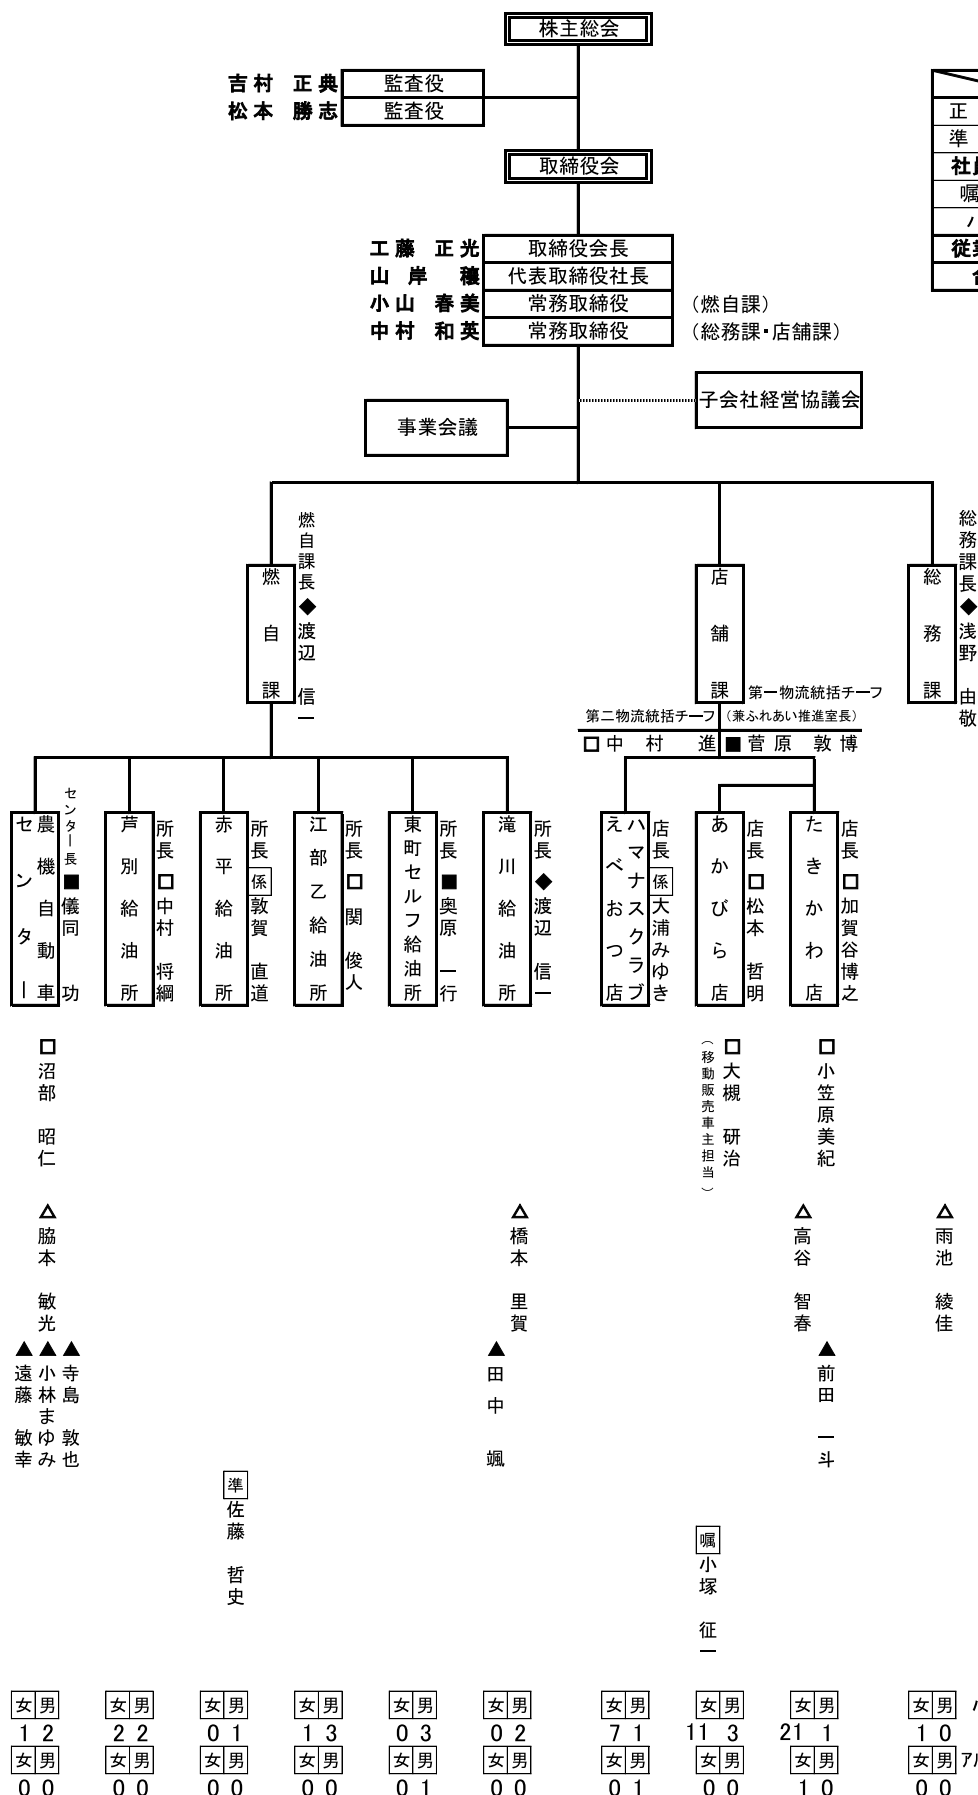 株主総会
吉村 正典 監査役
松本 勝志 監査役
取締役会
工藤 正光 取締役会長
山岸 穣 代表取締役社長
小山 春美 常務取締役 （燃自課）
中村 和英 常務取締役 （総務課・店舗課）
子会社経営協議会
事業会議
正
準
社員
嘱
従業
総務課
総務課長◆浅野 由敬
店舗課
第一物流統括チーフ
（兼ふれあい推進室長）
■菅原 敦博
第二物流統括チーフ
□中村 進
燃自課
燃自課長◆渡辺 信一
たきかわ店
店長□加賀谷博之
あかびら店
店長□松本 哲明
ハマナスクラブ
えべおつ店
店長係大浦みゆき
滝川給油所
所長◆渡辺 信一
東町セルフ給油所
所長■奥原 一行
江部乙給油所
所長□関 俊人
赤平給油所
所長係敦賀 直道
芦別給油所
所長□中村 将綱
農機自動車
センター
センター長■儀同 功
□小笠原美紀
□大槻 研治
（移動販売車主担当）
□沼部 昭仁
△雨池 綾佳
△高谷 智春
△橋本 里賀
△脇本 敏光
▲前田 一斗
▲田中 颯
▲寺島 敦也
▲小林まゆみ
▲遠藤 敏幸
準佐藤 哲史
嘱小塚 征一
女男 女男 女男 女男 女男 女男 女男 女男 女男 女男
1 2 2 2 0 1 1 3 0 3 0 2 7 1 11 3 21 1 1 0
女男 女男 女男 女男 女男 女男 女男 女男 女男 女男 アル
0 0 0 0 0 0 0 0 0 1 0 0 0 1 0 0 1 0 0 0